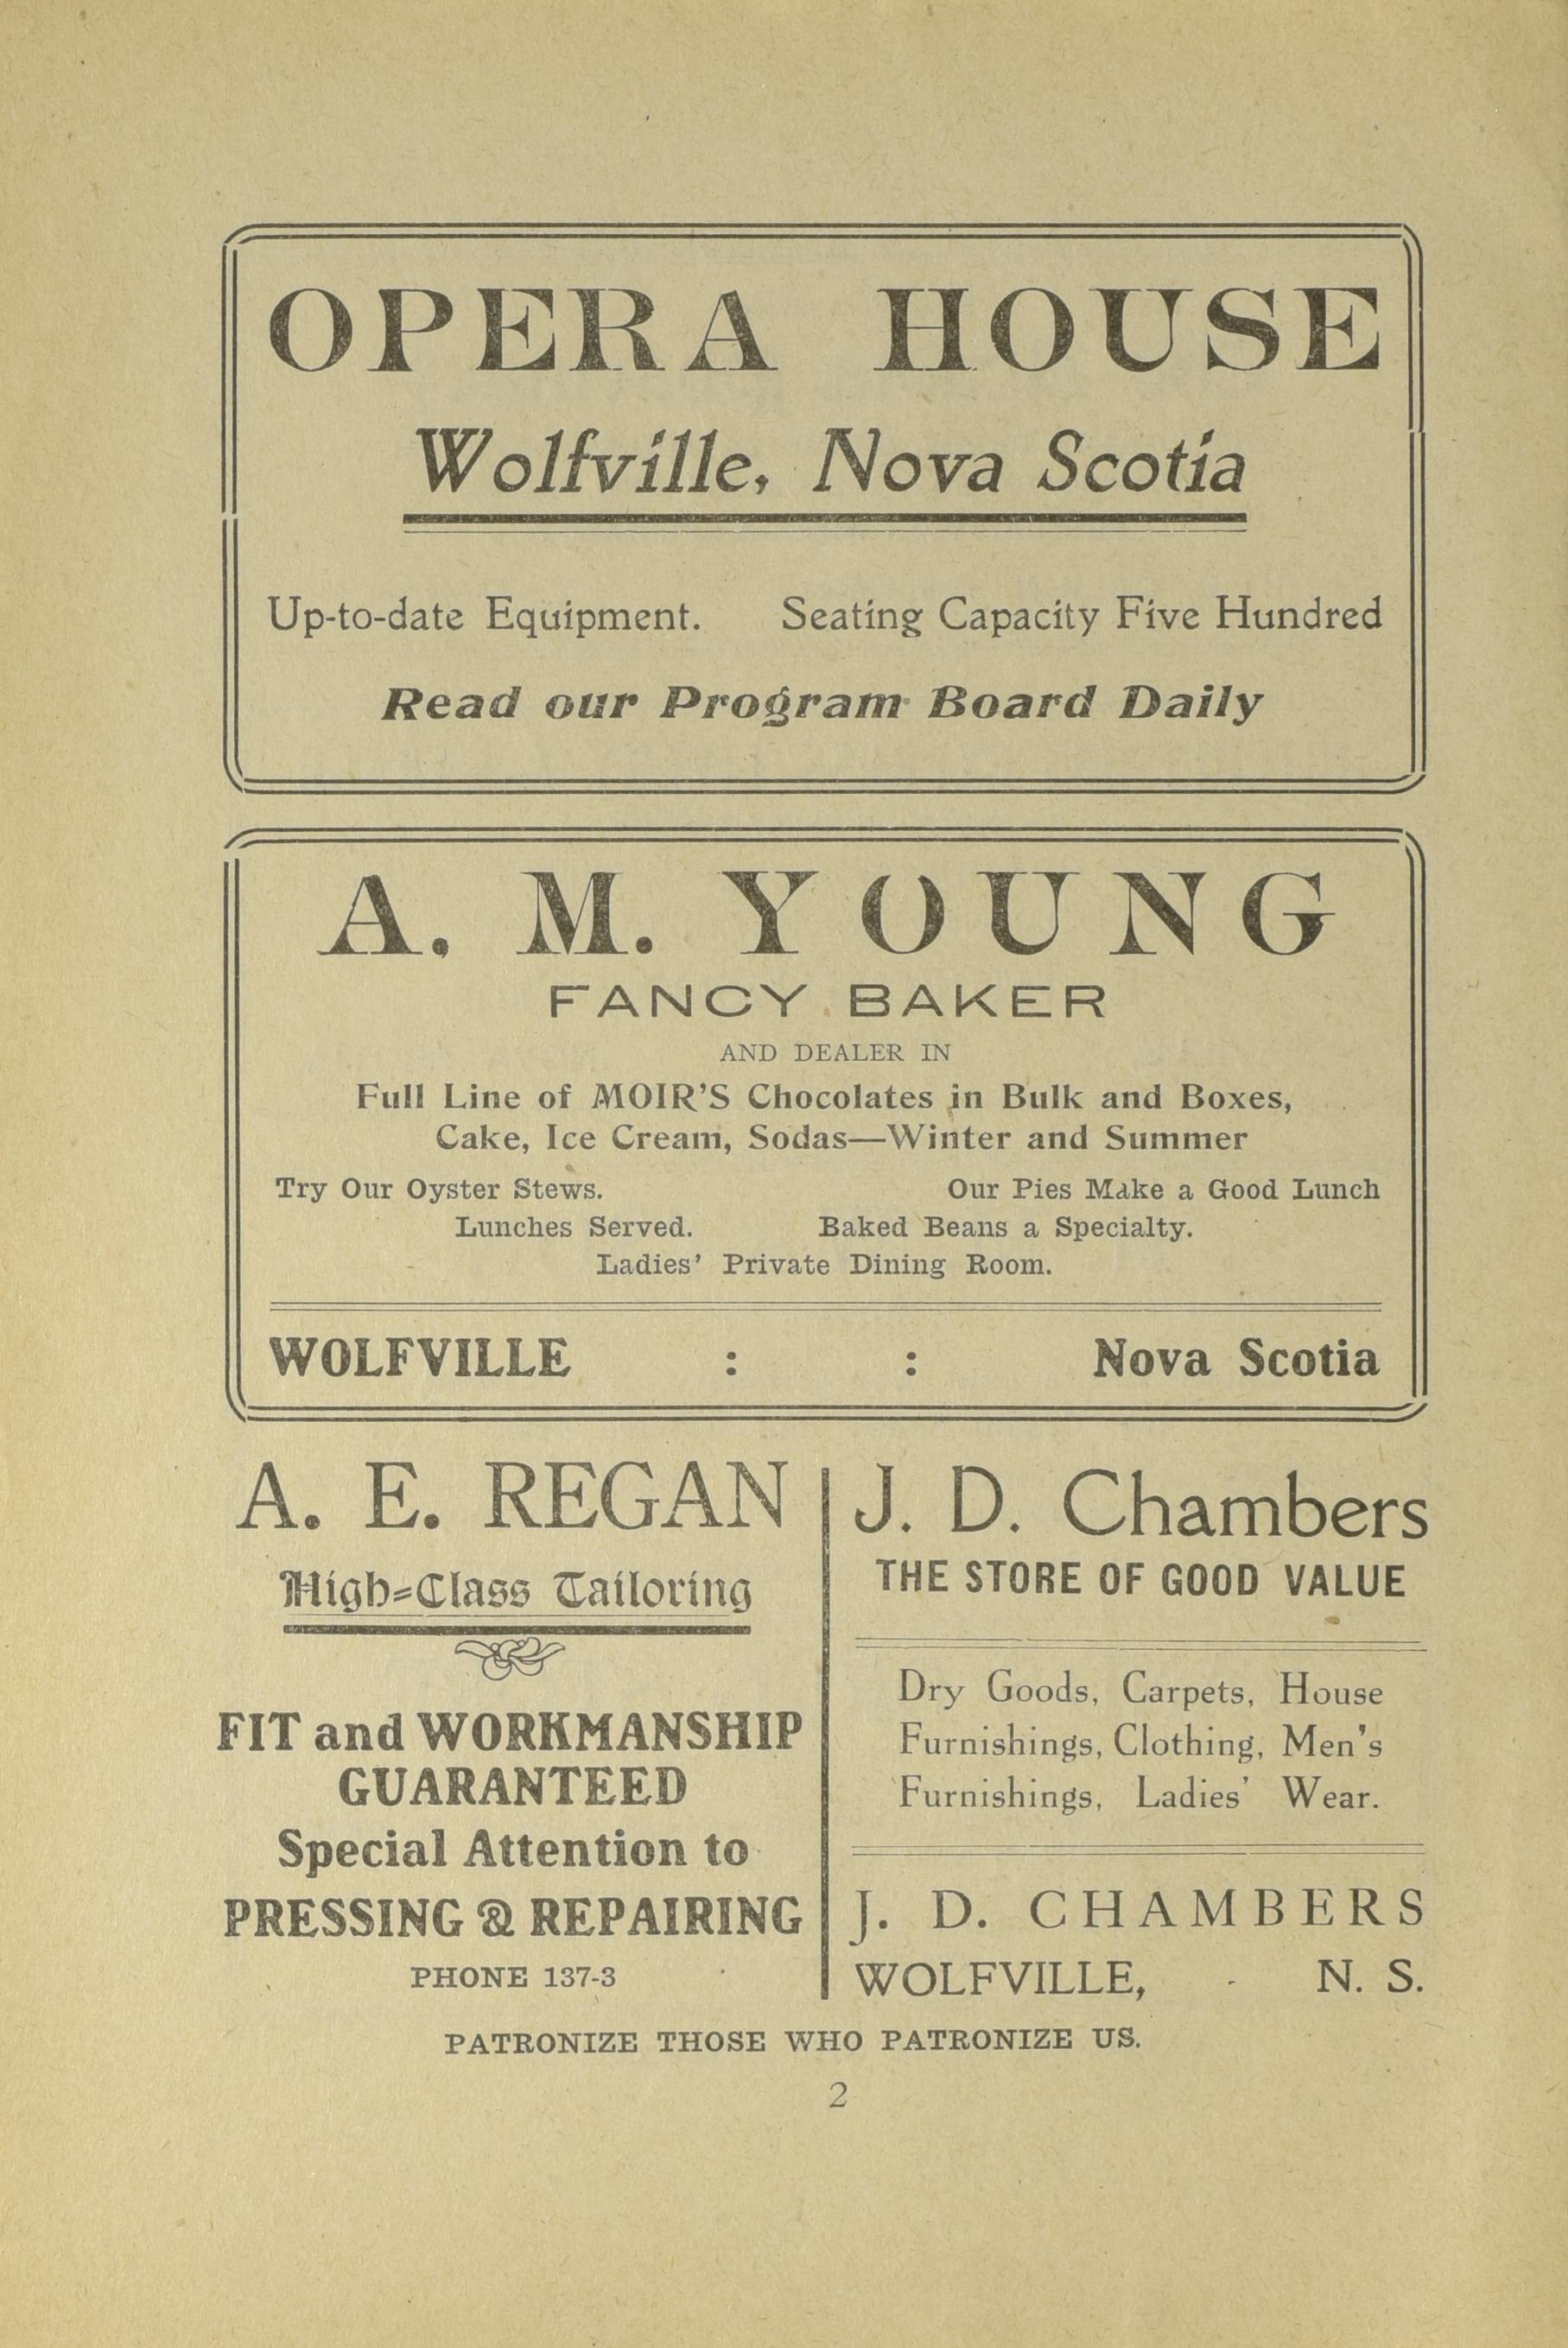 OPERA HOUSE
Wolfville, Nova Scotia
Up-to-date Equipment. Seating Capacity Five Hundred
Read our Program Board Daily
A. M. YOUNG
FANCY BAKER
AND DEALER IN
Full Line of MOIR'S Chocolates in Bulk and Boxes,
Cake, Ice Cream, Sodas—Winter and Summer
Try Our Oyster Stews. Our Pies Make a Good Lunch
Lunches Served. Baked Beans a Specialty.
Ladies' Private Dining Room.
WOLFVILLE : : Nova Scotia
A. E. REGAN
High=Class Tailoring
FIT and WORKMANSHIP
GUARANTEED
Special Attention to
PRESSING & REPAIRING
PHONE 137-3
J. D. Chambers
THE STORE OF GOOD VALUE
Dry Goods, Carpets, House
Furnishings, Clothing, Men's
Furnishings, Ladies' Wear.
J. D. CHAMBERS
WOLFVILLE, - N. S.
PATRONIZE THOSE WHO PATRONIZE US.
2